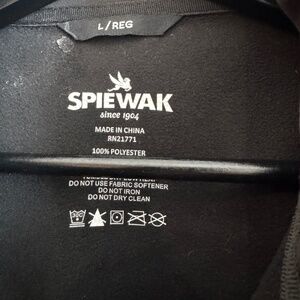 L / REG
SPIEWAK
since 1904
MADE IN CHINA
RN21771
100% POLYESTER
DO NOT USE FABRIC SOFTENER
DO NOT IRON
DO NOT DRY CLEAN